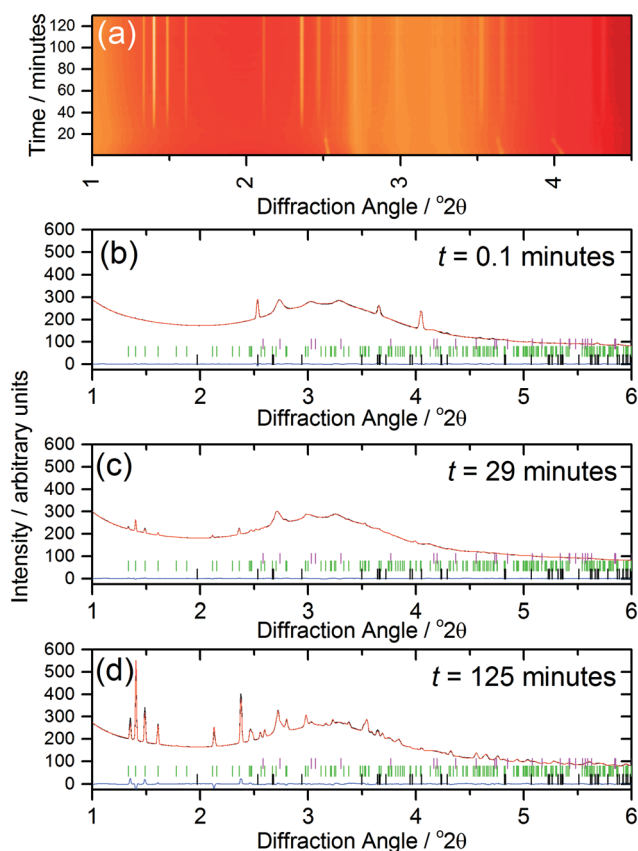 (a)
Time / minutes
120
100
80
60
40
20
1 2 3 4
Diffraction Angle / °2θ
Intensity / arbitrary units
(b)
t = 0.1 minutes
600
500
400
300
200
100
0
1 2 3 4 5 6
Diffraction Angle / °2θ
(c)
t = 29 minutes
600
500
400
300
200
100
0
1 2 3 4 5 6
Diffraction Angle / °2θ
(d)
t = 125 minutes
600
500
400
300
200
100
0
1 2 3 4 5 6
Diffraction Angle / °2θ